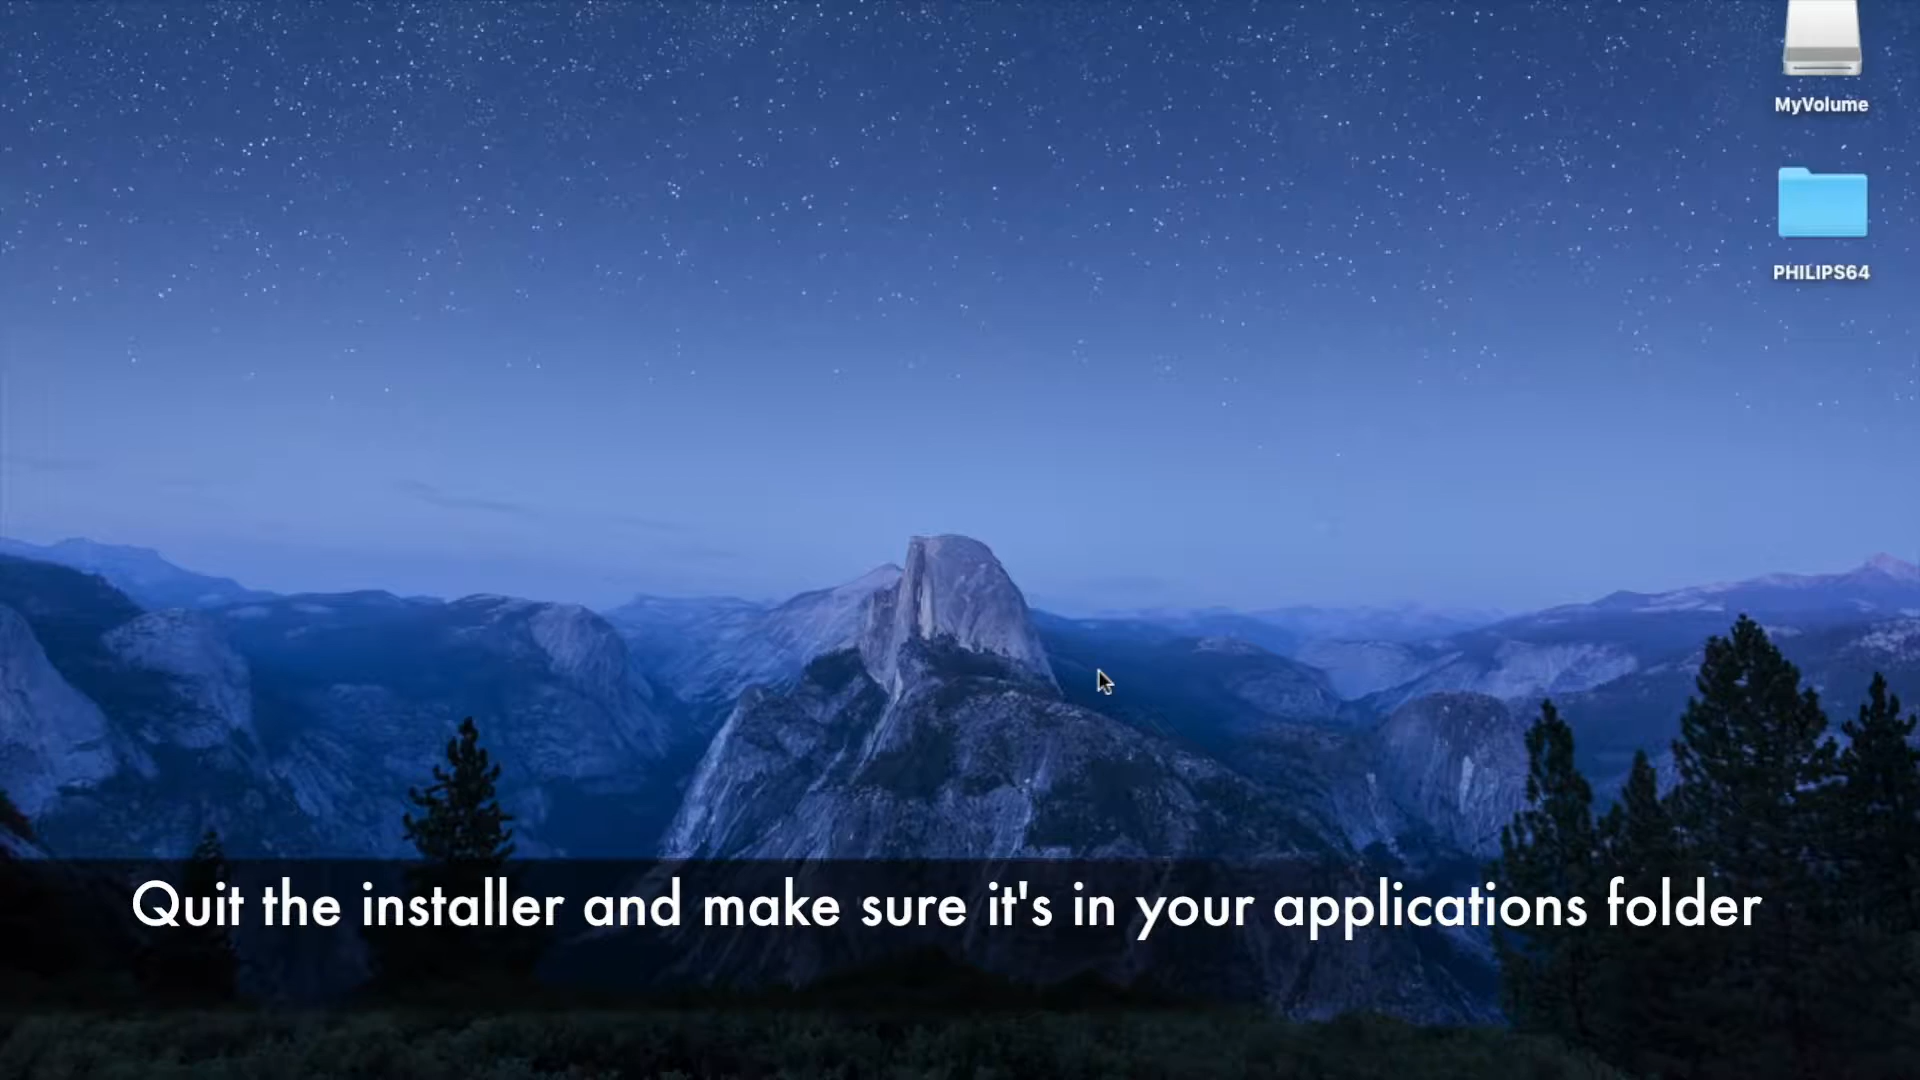 MyVolume
PHILIPS64
Quit the installer and make sure it's in your applications folder